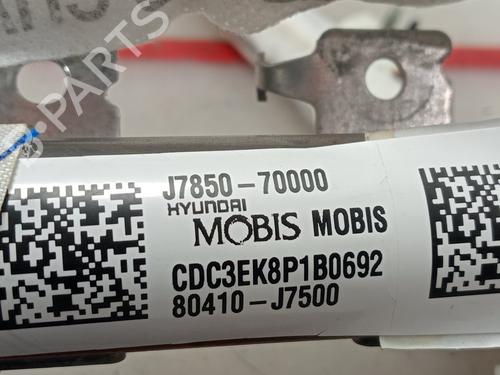 J7850-70000
HYUNDAI
MOBIS MOBIS
CDC3EK8P1B0692
80410-J7500
B-PARTS